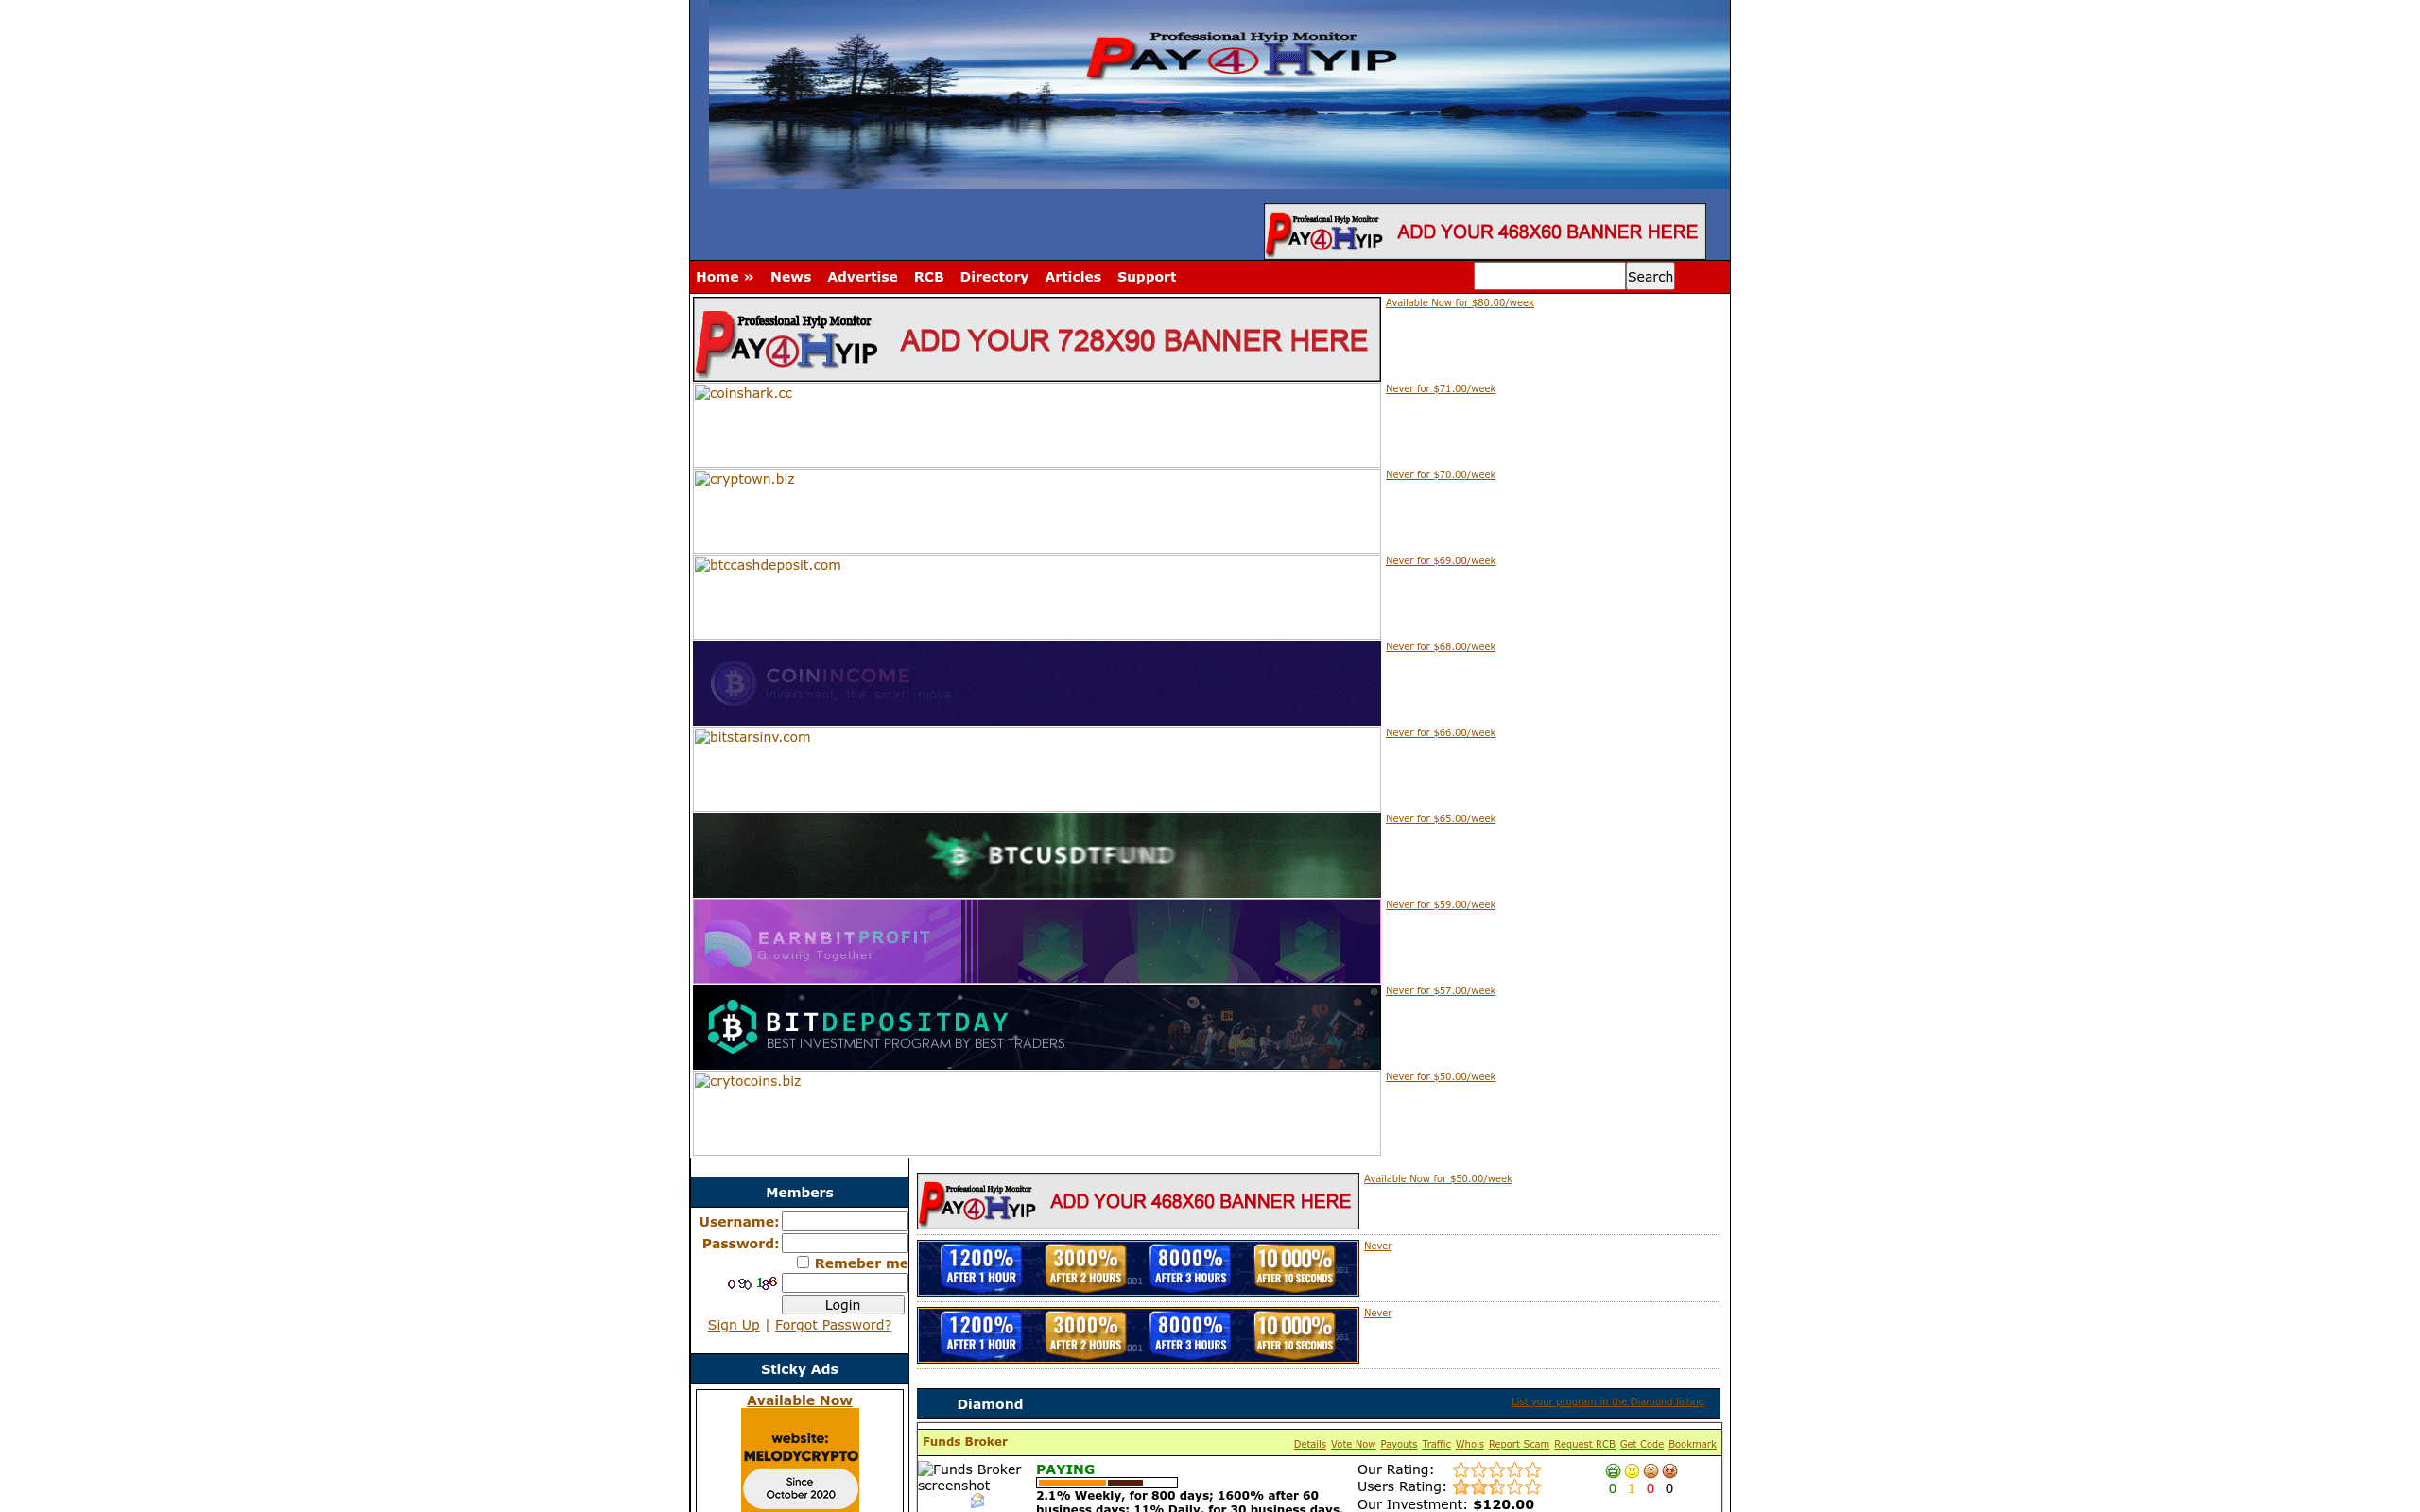 Professional Hyip Monitor
PAY4HYIP
Professional Hyip Monitor
PAY4HYIP ADD YOUR 468X60 BANNER HERE
Home » News Advertise RCB Directory Articles Support Search
Professional Hyip Monitor
PAY4HYIP ADD YOUR 728X90 BANNER HERE
Available Now for $80.00/week
coinshark.cc
Never for $71.00/week
cryptown.biz
Never for $70.00/week
btccashdeposit.com
Never for $69.00/week
COININCOME
Investment, the smart move
Never for $68.00/week
bitstarsinv.com
Never for $66.00/week
BTCUSDTFUND
Never for $65.00/week
EARNBITPROFIT
Growing Together
Never for $59.00/week
BITDEPOSITDAY
BEST INVESTMENT PROGRAM BY BEST TRADERS
Never for $57.00/week
crytocoins.biz
Never for $50.00/week
Members
Username:
Password:
Remeber me
090 186
Login
Sign Up | Forgot Password?
Sticky Ads
Available Now
website:
MELODYCRYPTO
Since
October 2020
Professional Hyip Monitor
PAY4HYIP ADD YOUR 468X60 BANNER HERE
Available Now for $50.00/week
1200% 3000% 8000% 10 000%
AFTER 1 HOUR AFTER 2 HOURS AFTER 3 HOURS AFTER 10 SECONDS
Never
1200% 3000% 8000% 10 000%
AFTER 1 HOUR AFTER 2 HOURS AFTER 3 HOURS AFTER 10 SECONDS
Never
Diamond List your program in the Diamond listing
Funds Broker Details Vote Now Payouts Traffic Whois Report Scam Request RCB Get Code Bookmark
Funds Broker
screenshot
PAYING
2.1% Weekly, for 800 days; 1600% after 60
business days; 11% Daily, for 30 business days.
Our Rating:
Users Rating:
Our Investment: $120.00
0 1 0 0